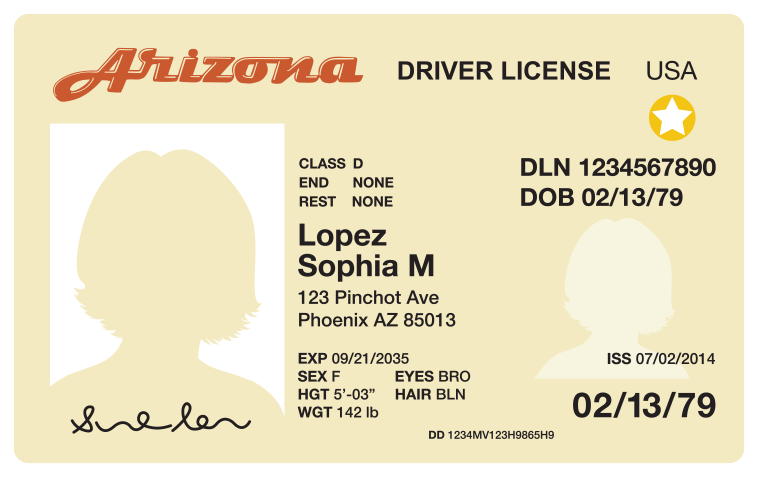 Arizona DRIVER LICENSE USA
CLASS D
END NONE
REST NONE
DLN 1234567890
DOB 02/13/79
Lopez
Sophia M
123 Pinchot Ave
Phoenix AZ 85013
EXP 09/21/2035
SEX F EYES BRO
HGT 5’-03” HAIR BLN
WGT 142 lb
ISS 07/02/2014
02/13/79
DD 1234MV123H9865H9